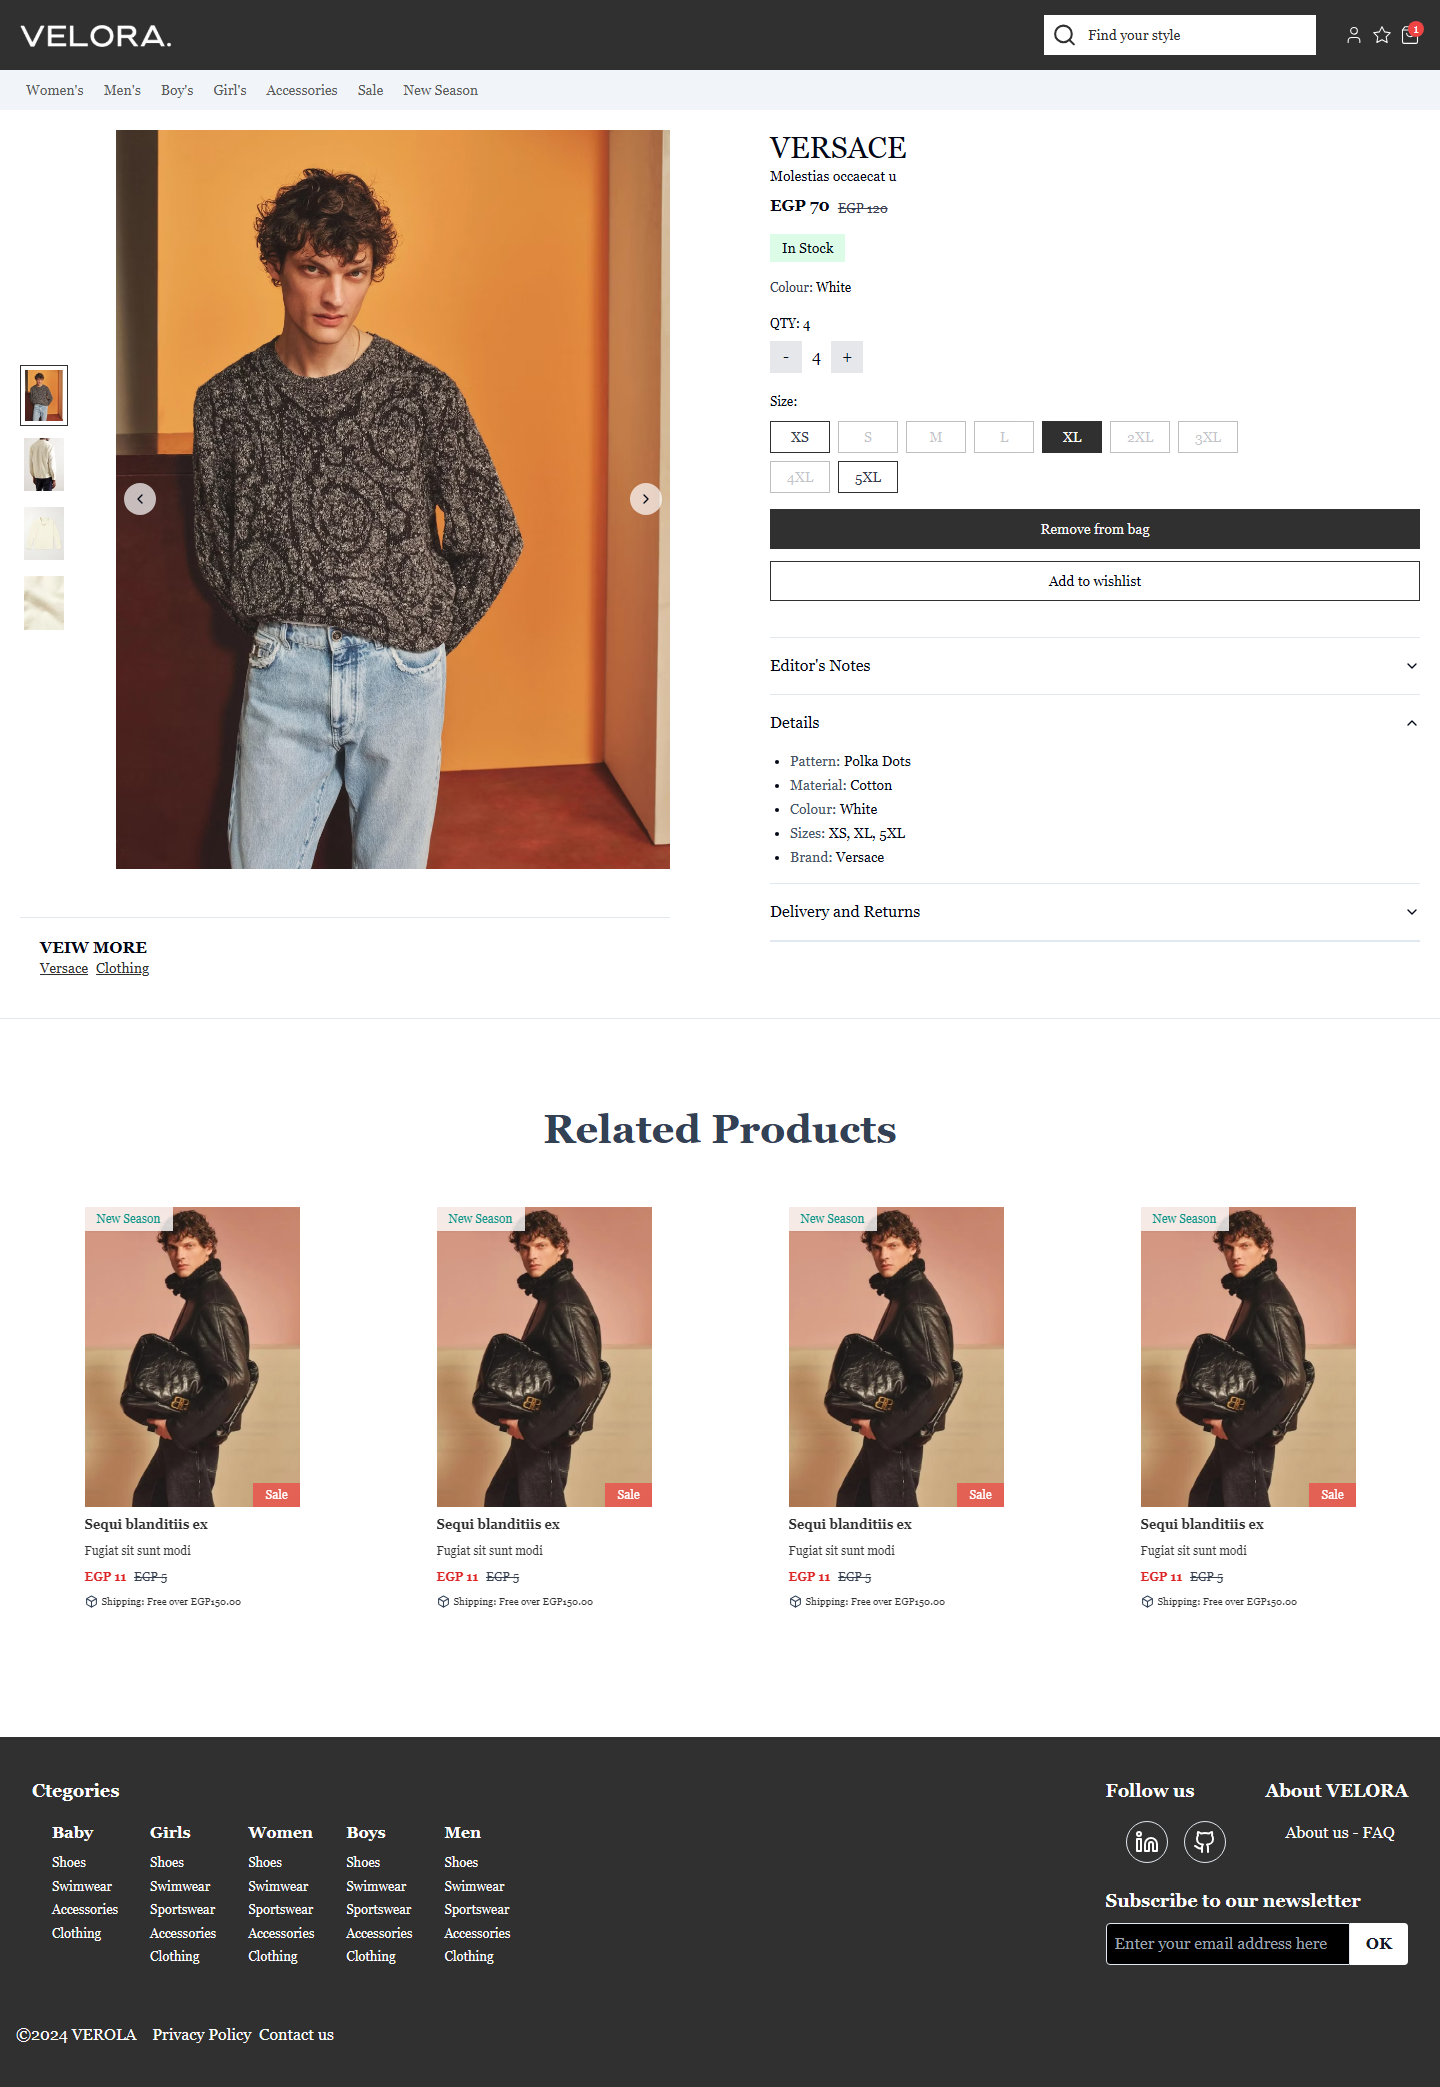 VELORA.
Find your style
1
Women's Men's Boy's Girl's Accessories Sale New Season
VERSACE
Molestias occaecat u
EGP 70 EGP 120
In Stock
Colour: White
QTY: 4
- 4 +
Size:
XS S M L XL 2XL 3XL
4XL 5XL
Remove from bag
Add to wishlist
Editor's Notes
Details
• Pattern: Polka Dots
• Material: Cotton
• Colour: White
• Sizes: XS, XL, 5XL
• Brand: Versace
Delivery and Returns
VEIW MORE
Versace Clothing
Related Products
New Season
Sale
Sequi blanditiis ex
Fugiat sit sunt modi
EGP 11 EGP 5
Shipping: Free over EGP150.00
New Season
Sale
Sequi blanditiis ex
Fugiat sit sunt modi
EGP 11 EGP 5
Shipping: Free over EGP150.00
New Season
Sale
Sequi blanditiis ex
Fugiat sit sunt modi
EGP 11 EGP 5
Shipping: Free over EGP150.00
New Season
Sale
Sequi blanditiis ex
Fugiat sit sunt modi
EGP 11 EGP 5
Shipping: Free over EGP150.00
Ctegories
Baby
Shoes
Swimwear
Accessories
Clothing
Girls
Shoes
Swimwear
Sportswear
Accessories
Clothing
Women
Shoes
Swimwear
Sportswear
Accessories
Clothing
Boys
Shoes
Swimwear
Sportswear
Accessories
Clothing
Men
Shoes
Swimwear
Sportswear
Accessories
Clothing
Follow us
in
About VELORA
About us - FAQ
Subscribe to our newsletter
Enter your email address here OK
©2024 VEROLA Privacy Policy Contact us